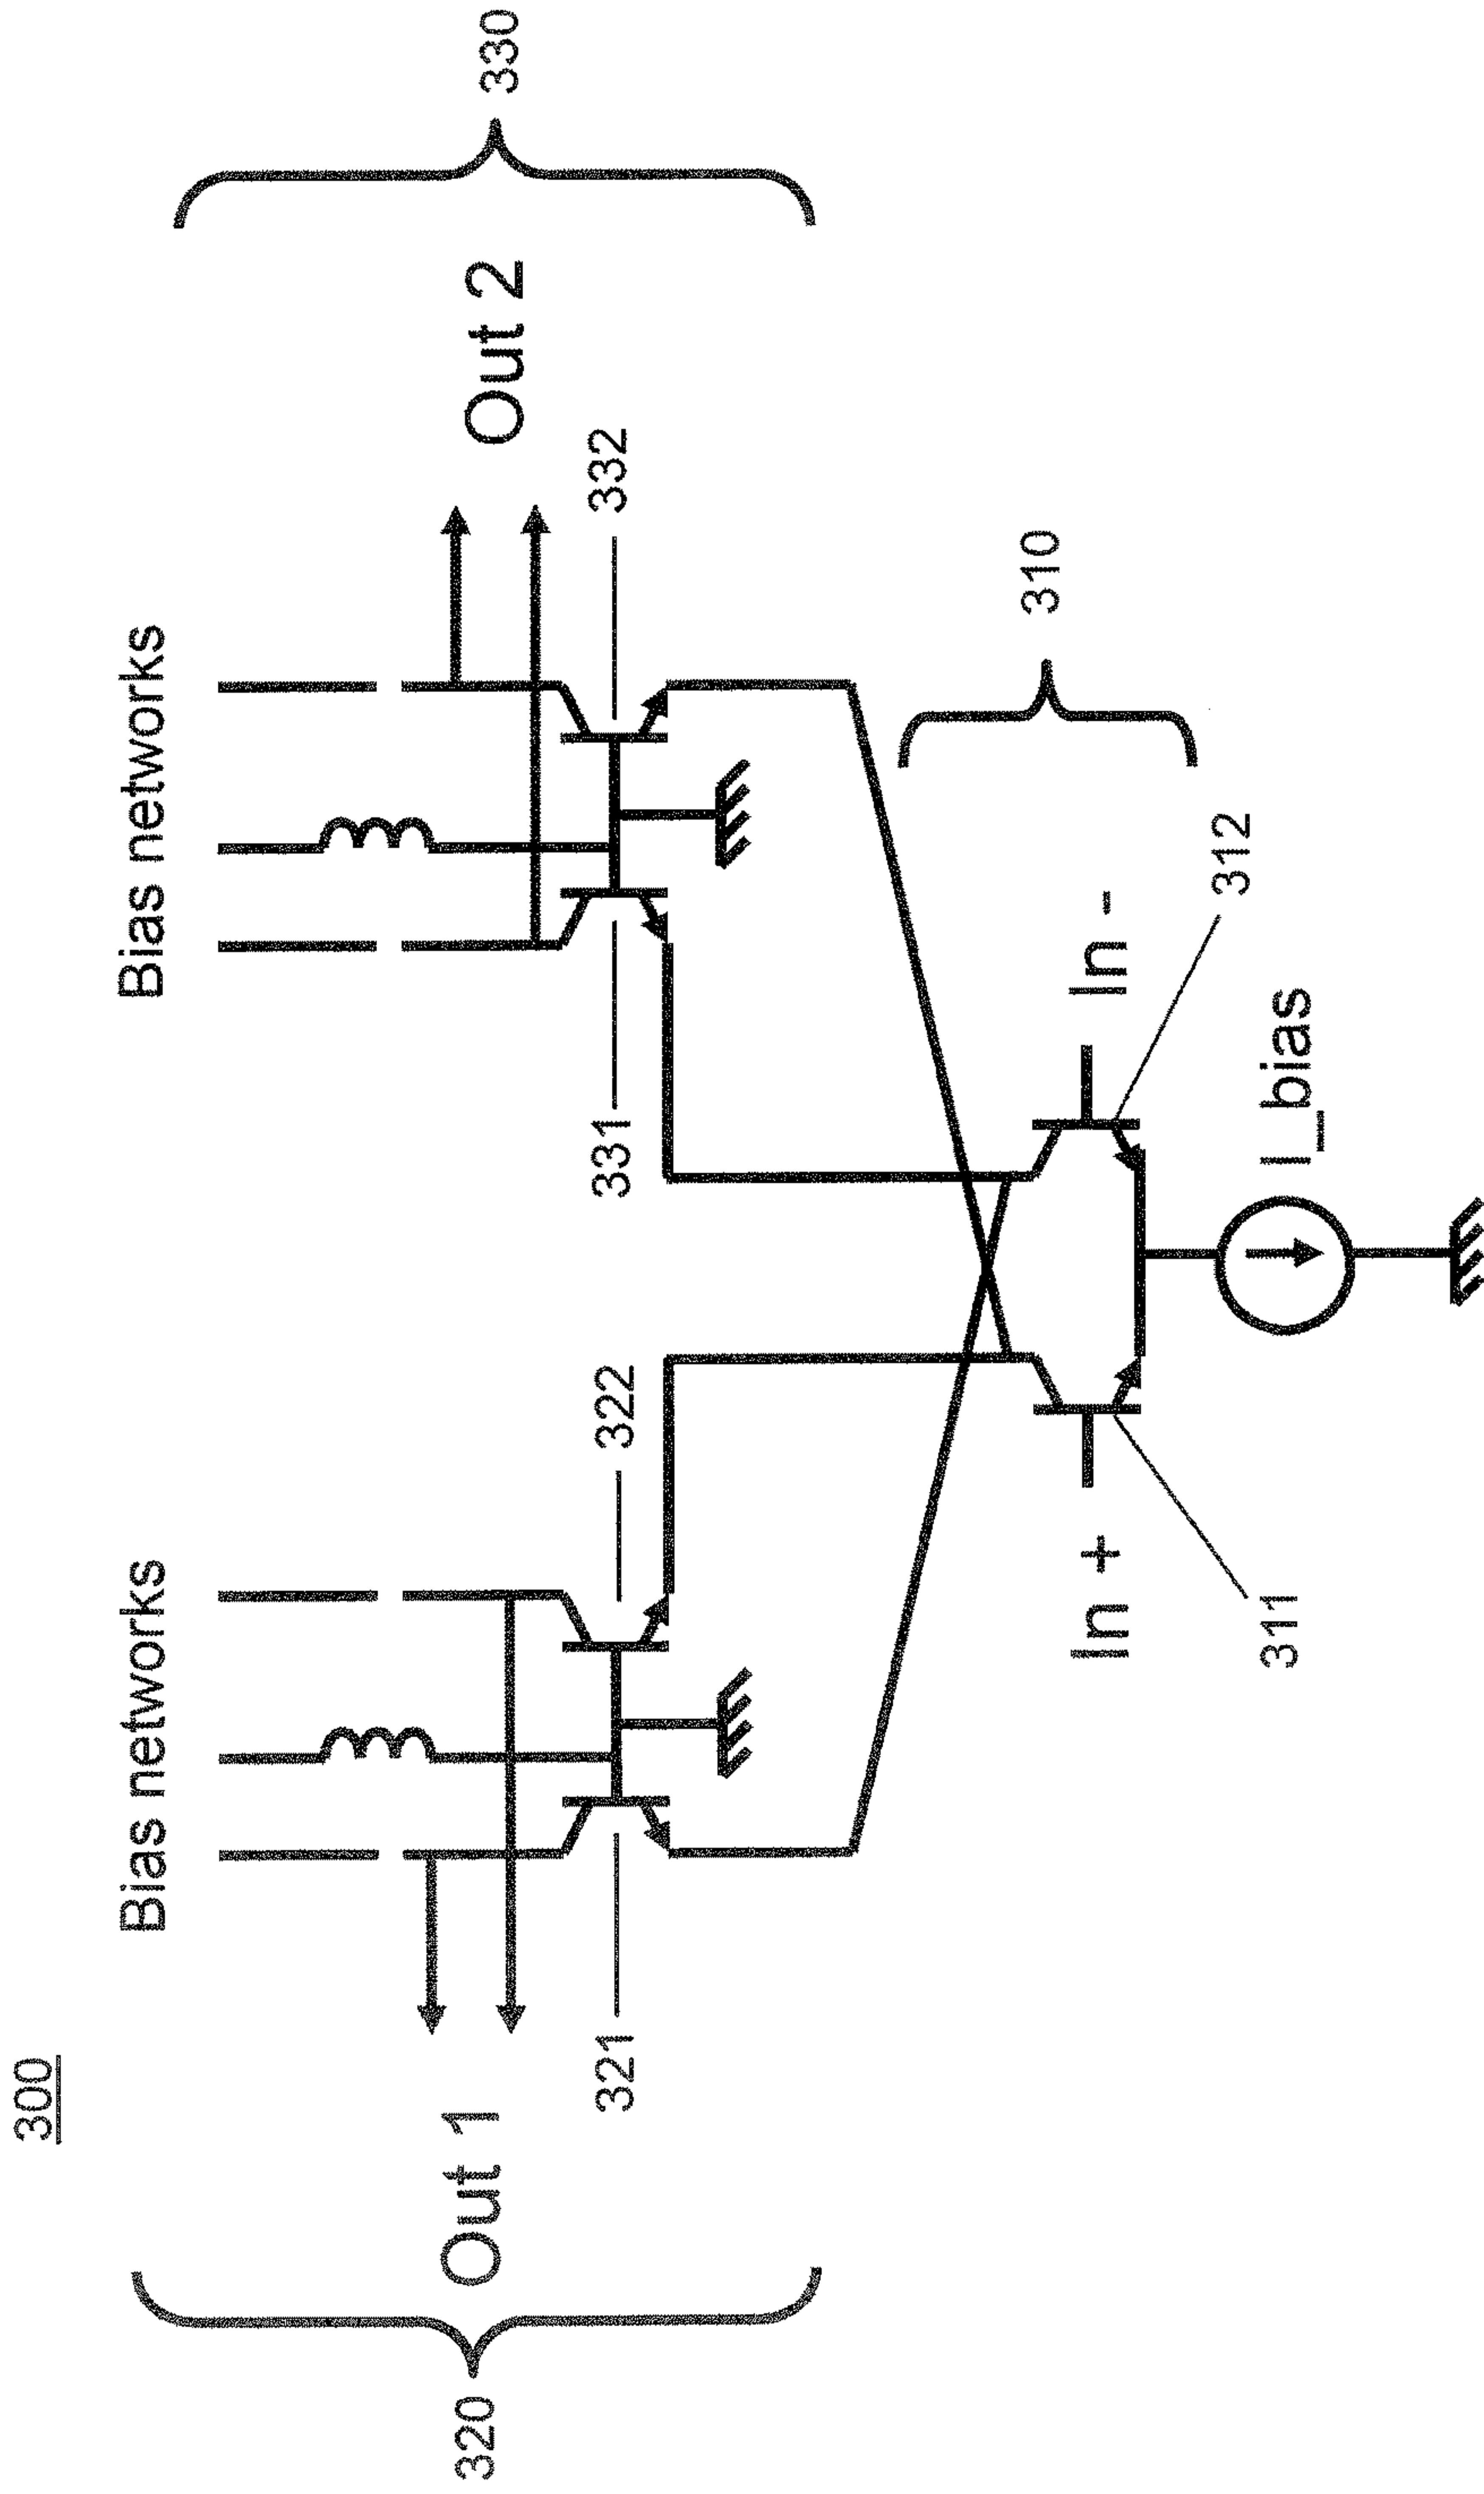 300
Bias networks
Bias networks
320
Out 1
Out 2
330
321
322
331
332
310
In +
In -
311
312
I_bias